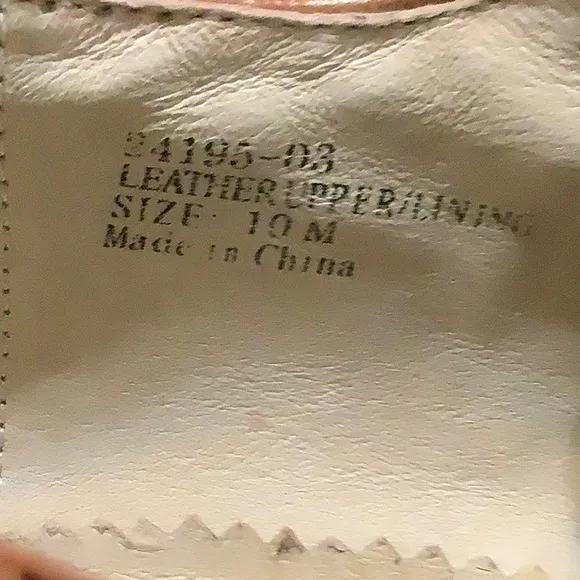 24195-03
LEATHER UPPER/LINING
SIZE: 10 M
Made in China